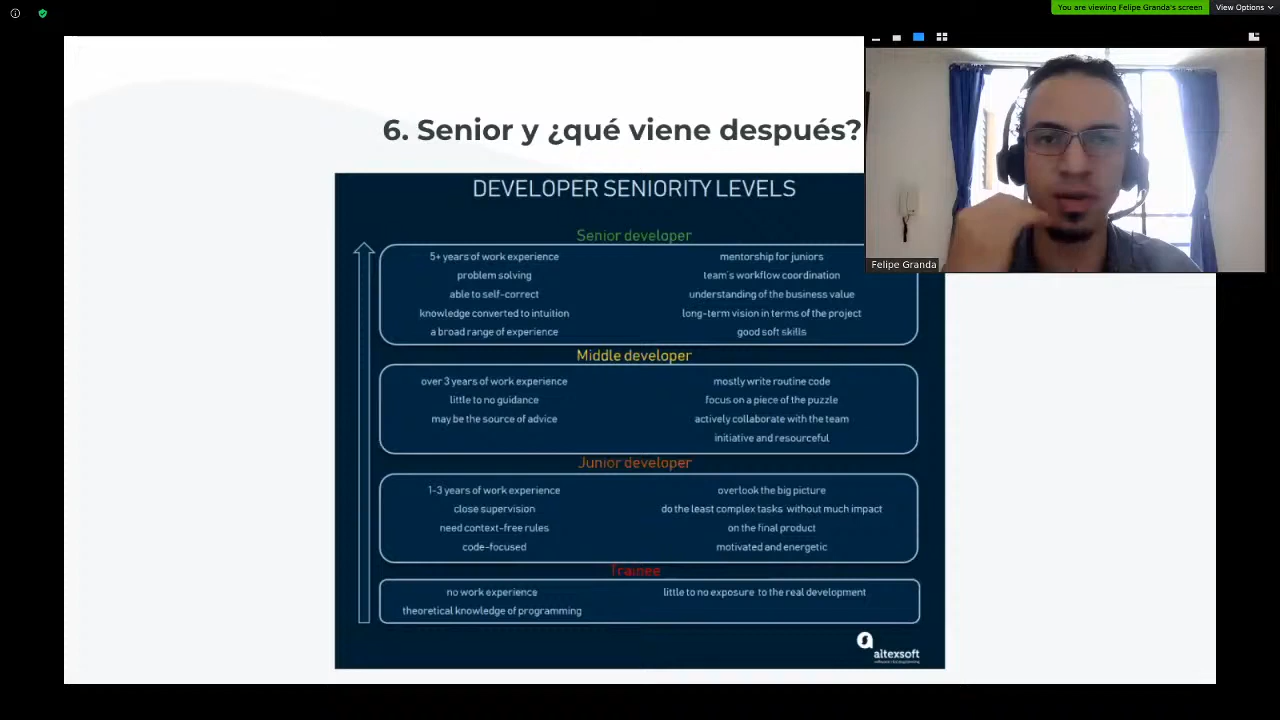 You are viewing Felipe Granda's screen
View Options
6. Senior y ¿qué viene después?
DEVELOPER SENIORITY LEVELS
Senior developer
5+ years of work experience
problem solving
able to self-correct
knowledge converted to intuition
a broad range of experience
mentorship for juniors
team's workflow coordination
understanding of the business value
long-term vision in terms of the project
good soft skills
Middle developer
over 3 years of work experience
little to no guidance
may be the source of advice
mostly write routine code
focus on a piece of the puzzle
actively collaborate with the team
initiative and resourceful
Junior developer
1-3 years of work experience
close supervision
need context-free rules
code-focused
overlook the big picture
do the least complex tasks without much impact
on the final product
motivated and energetic
Trainee
no work experience
theoretical knowledge of programming
little to no exposure to the real development
altexsoft
Felipe Granda